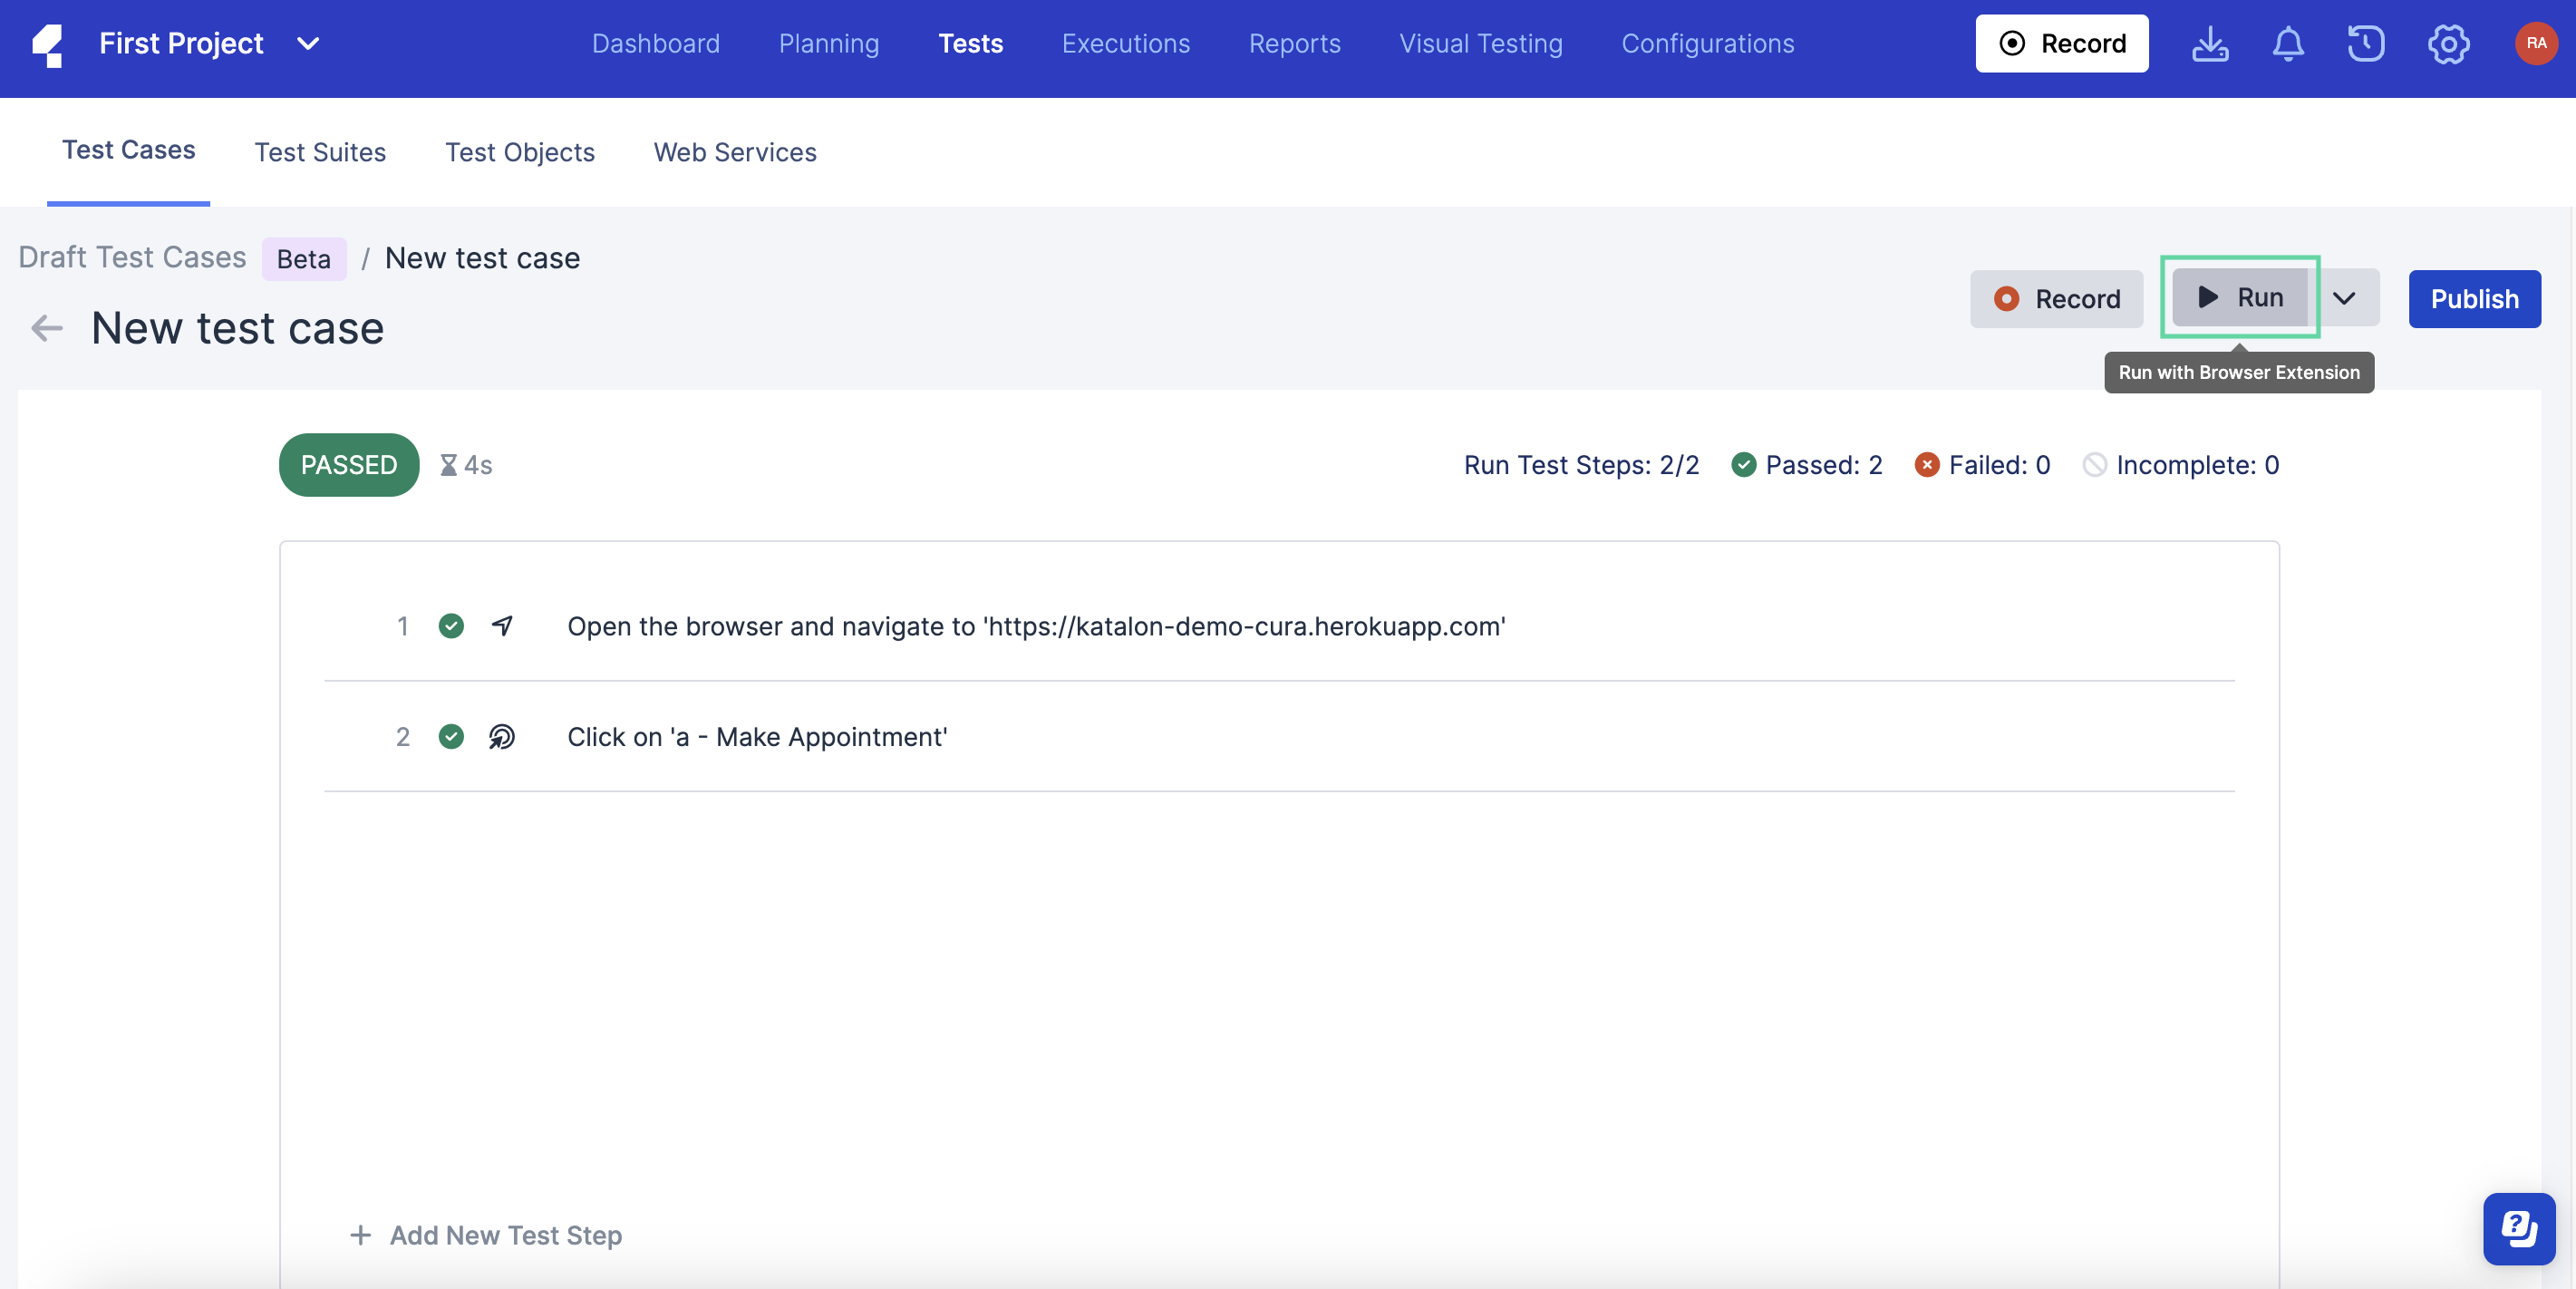 First Project
Dashboard Planning Tests Executions Reports Visual Testing Configurations
Record
RA
Test Cases Test Suites Test Objects Web Services
Draft Test Cases Beta / New test case
New test case
Record Run Publish
Run with Browser Extension
PASSED 4s
Run Test Steps: 2/2 Passed: 2 Failed: 0 Incomplete: 0
1 Open the browser and navigate to 'https://katalon-demo-cura.herokuapp.com'
2 Click on 'a - Make Appointment'
+ Add New Test Step